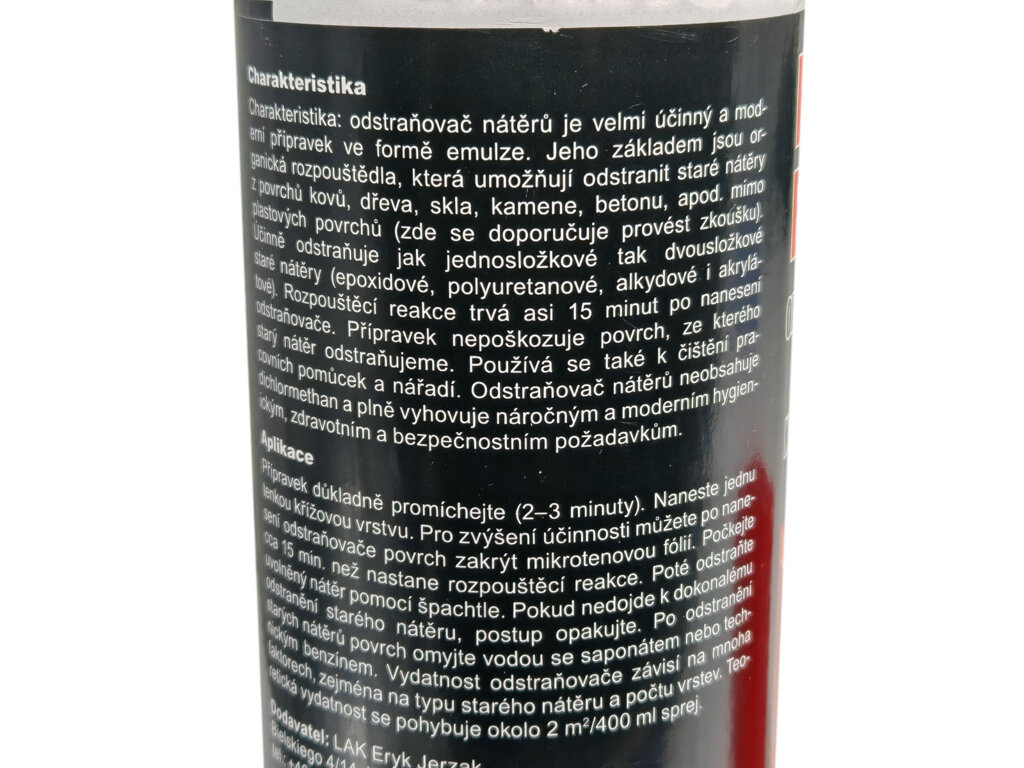 Charakteristika
Charakteristika: odstraňovač nátěrů je velmi účinný a mod-
erní přípravek ve formě emulze. Jeho základem jsou or-
ganická rozpouštědla, která umožňují odstranit staré nátěry
z povrchů kovů, dřeva, skla, kamene, betonu, apod. mimo
plastových povrchů (zde se doporučuje provést zkoušku).
Účinně odstraňuje jak jednosložkové tak dvousložkové
staré nátěry (epoxidové, polyuretanové, alkydové i akrylá-
tové). Rozpouštěcí reakce trvá asi 15 minut po nanesení
odstraňovače. Přípravek nepoškozuje povrch, ze kterého
starý nátěr odstraňujeme. Používá se také k čištění pra-
covních pomůcek a nářadí. Odstraňovač nátěrů neobsahuje
dichlormethan a plně vyhovuje náročným a moderním hygien-
ickým, zdravotním a bezpečnostním požadavkům.
Aplikace
Přípravek důkladně promíchejte (2–3 minuty). Naneste jednu
tenkou křížovou vrstvu. Pro zvýšení účinnosti můžete po nane-
sení odstraňovače povrch zakrýt mikrotenovou fólií. Počkejte
cca 15 min. než nastane rozpouštěcí reakce. Poté odstraňte
uvolněný nátěr pomocí špachtle. Pokud nedojde k dokonalému
odstranění starého nátěru, postup opakujte. Po odstranění
starých nátěrů povrch omyjte vodou se saponátem nebo tech-
nickým benzínem. Vydatnost odstraňovače závisí na mnoha
faktorech, zejména na typu starého nátěru a počtu vrstev. Teo-
retická vydatnost se pohybuje okolo 2 m²/400 ml sprej.
Dodavatel: LAK Eryk Jerzak
Bielskiego 4/14
tel.: